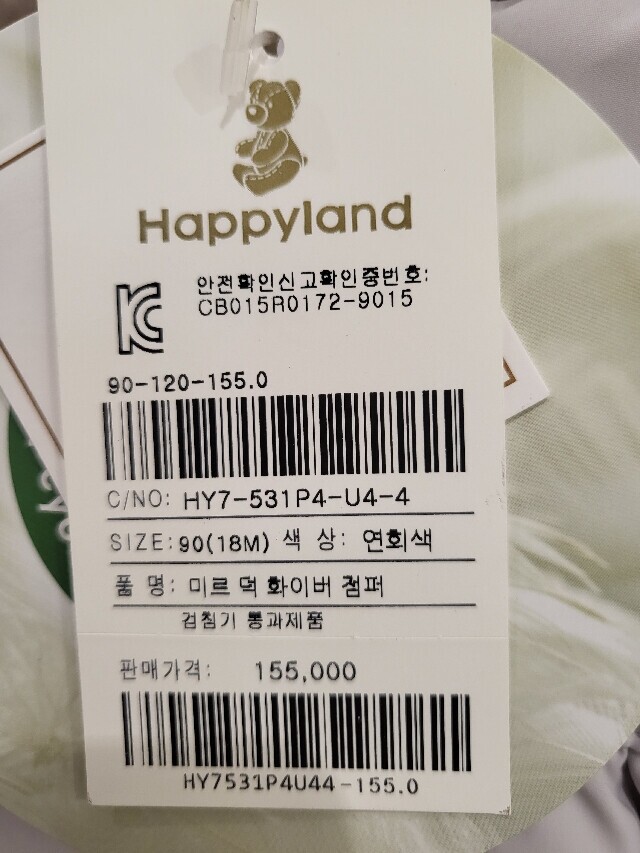 Happyland
안전확인신고확인증번호:
CB015R0172-9015
90-120-155.0
C/NO: HY7-531P4-U4-4
SIZE:90(18M) 색 상: 연회색
품 명: 미르 덕 화이버 점퍼
검침기 통과제품
판매가격: 155,000
HY7531P4U44-155.0